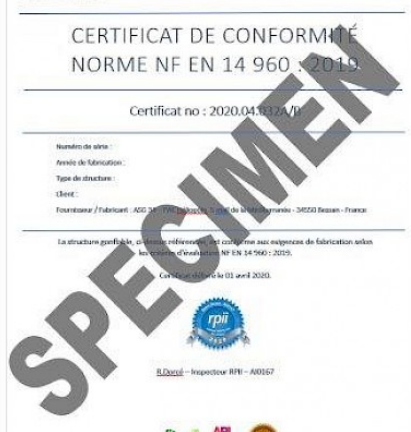 CERTIFICAT DE CONFORMITÉ
NORME NF EN 14 960 : 2019
Certificat no : 2020.04.032A/B
Numéro de série :
Année de fabrication :
Type de structure :
Client :
Fournisseur / Fabricant : ASG 34 - - 34550 Bessan - France
La structure gonflable, ci-dessus référencée, est conforme aux exigences de fabrication selon
les critères d'évaluation NF EN 14 960 : 2019.
Certificat délivré le 01 avril 2020.
rpii
R.Dorcé – Inspecteur RPII – AI0167
SPECIMEN